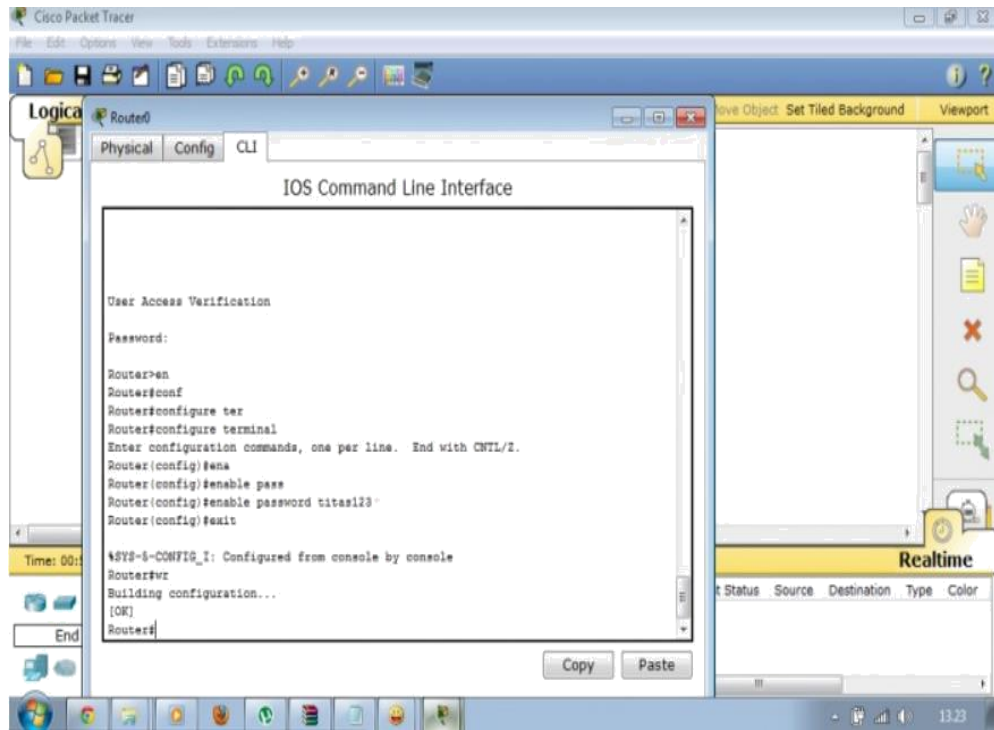 Cisco Packet Tracer
File Edit Options View Tools Extensions Help
Logica
Move Object Set Tiled Background Viewport
Router0
Physical Config CLI
IOS Command Line Interface
User Access Verification
Password:
Router>en
Router#conf
Router#configure ter
Router#configure terminal
Enter configuration commands, one per line. End with CNTL/Z.
Router(config)#ena
Router(config)#enable pass
Router(config)#enable password titas123
Router(config)#exit
%SYS-5-CONFIG_I: Configured from console by console
Router#wr
Building configuration...
[OK]
Router#
Copy Paste
Time: 00:5
Realtime
t Status Source Destination Type Color
End
13.23